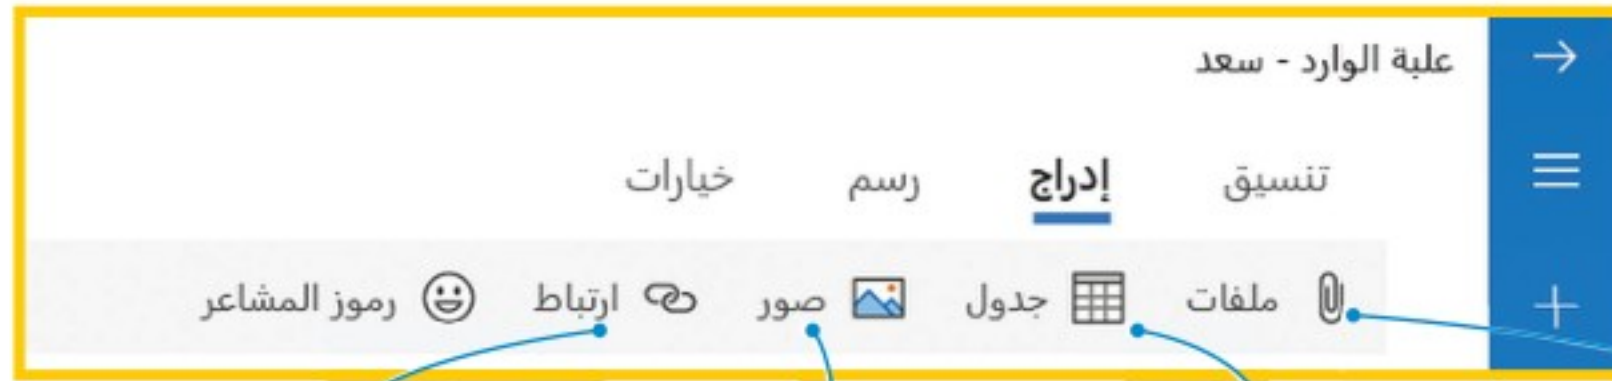 علبة الوارد - سعد
تنسيق إدراج رسم خيارات
ملفات جدول صور ارتباط رموز المشاعر